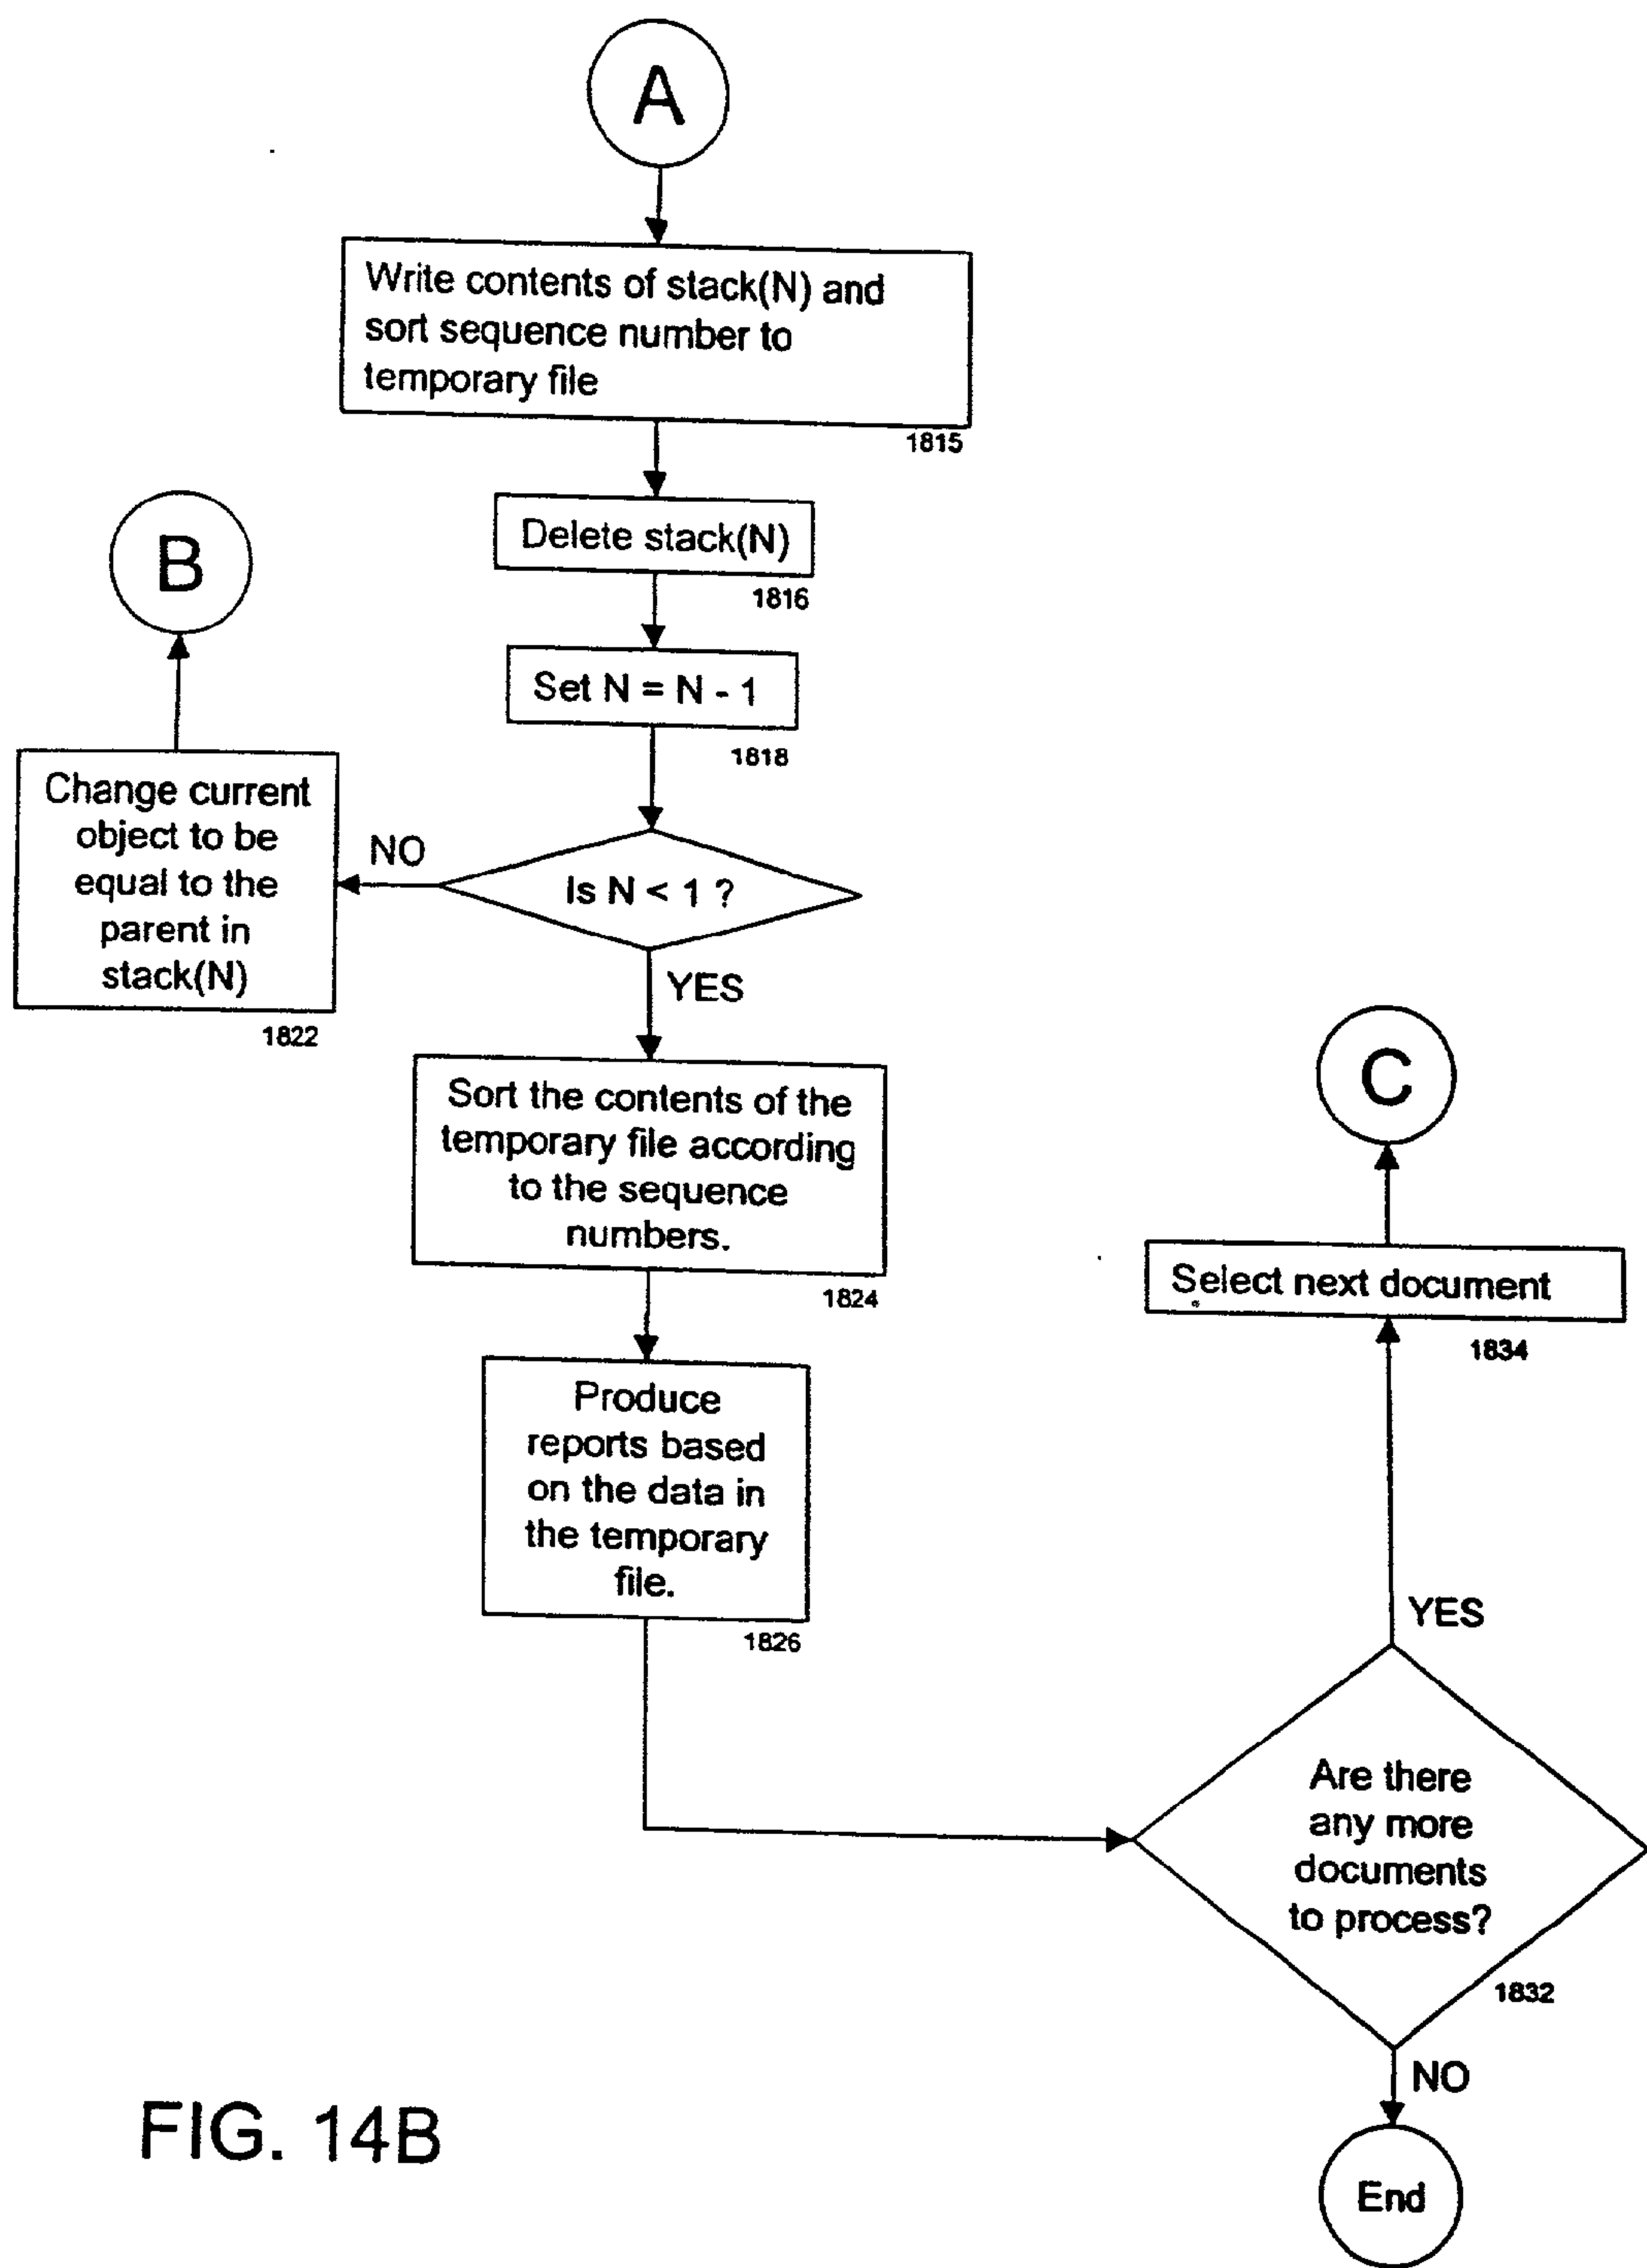 A
Write contents of stack(N) and
sort sequence number to
temporary file
1815
Delete stack(N)
1816
B
Set N = N - 1
1818
Change current
object to be
equal to the
parent in
stack(N)
1822
NO
Is N < 1 ?
YES
Sort the contents of the
temporary file according
to the sequence
numbers.
1824
Produce
reports based
on the data in
the temporary
file.
1826
C
Select next document
1834
YES
Are there
any more
documents
to process?
1832
NO
End
FIG. 14B